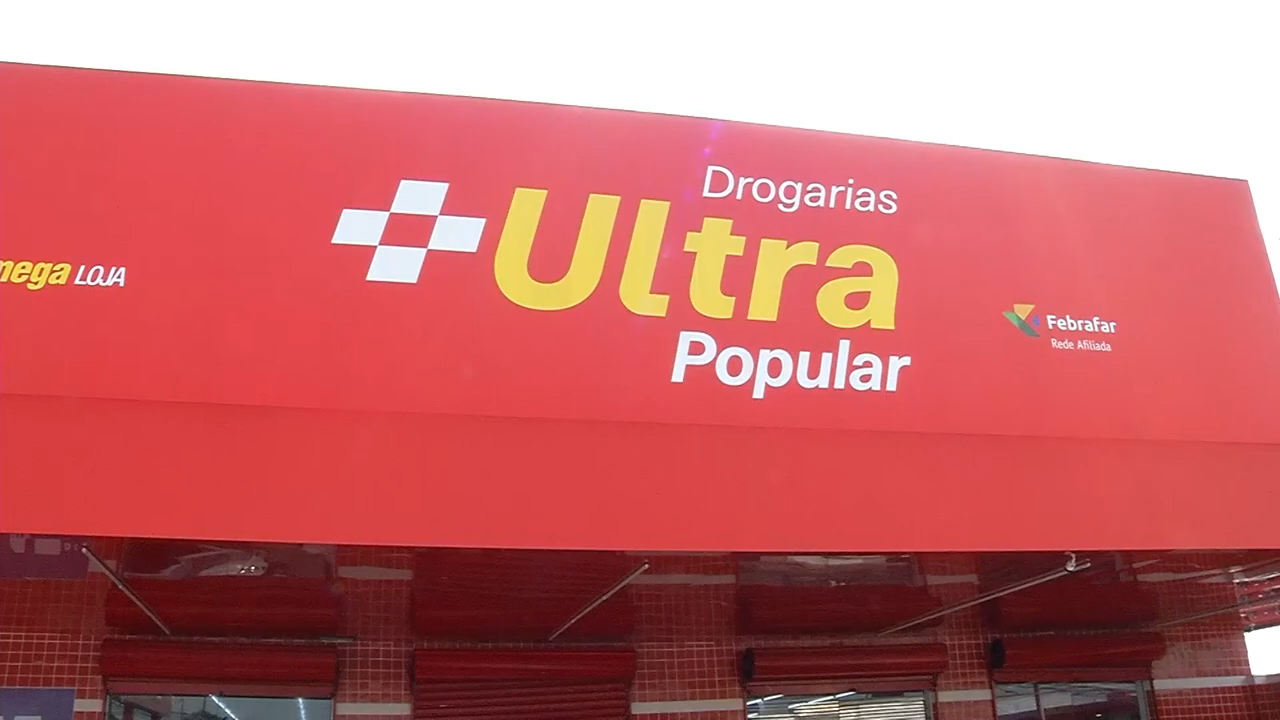 Drogarias
Ultra
Popular
mega LOJA
Febrafar
Rede Afiliada